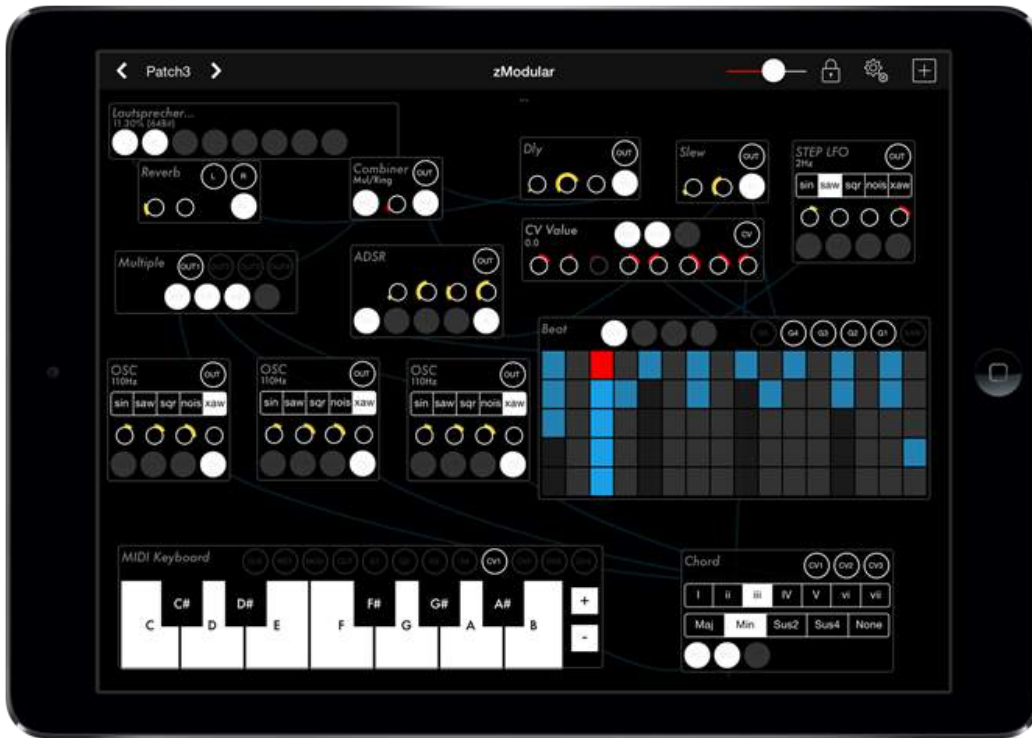 Patch3
zModular
Lautsprecher...
11.30% (64Bit)
Reverb
L R
Combiner
Mul/Ring
OUT
Dly
OUT
Slew
OUT
STEP LFO
2Hz
OUT
sin saw sqr nois xaw
Multiple
OUT1 OUT2 OUT3 OUT4
ADSR
OUT
CV Value
0.0
CV
Beat
G4 G3 G2 G1
OSC
110Hz
OUT
sin saw sqr nois xaw
OSC
110Hz
OUT
sin saw sqr nois xaw
OSC
110Hz
OUT
sin saw sqr nois xaw
MIDI Keyboard
CV1
C# D# F# G# A#
C D E F G A B
+
-
Chord
CV1 CV2 CV3
I ii iii IV V vi vii
Maj Min Sus2 Sus4 None